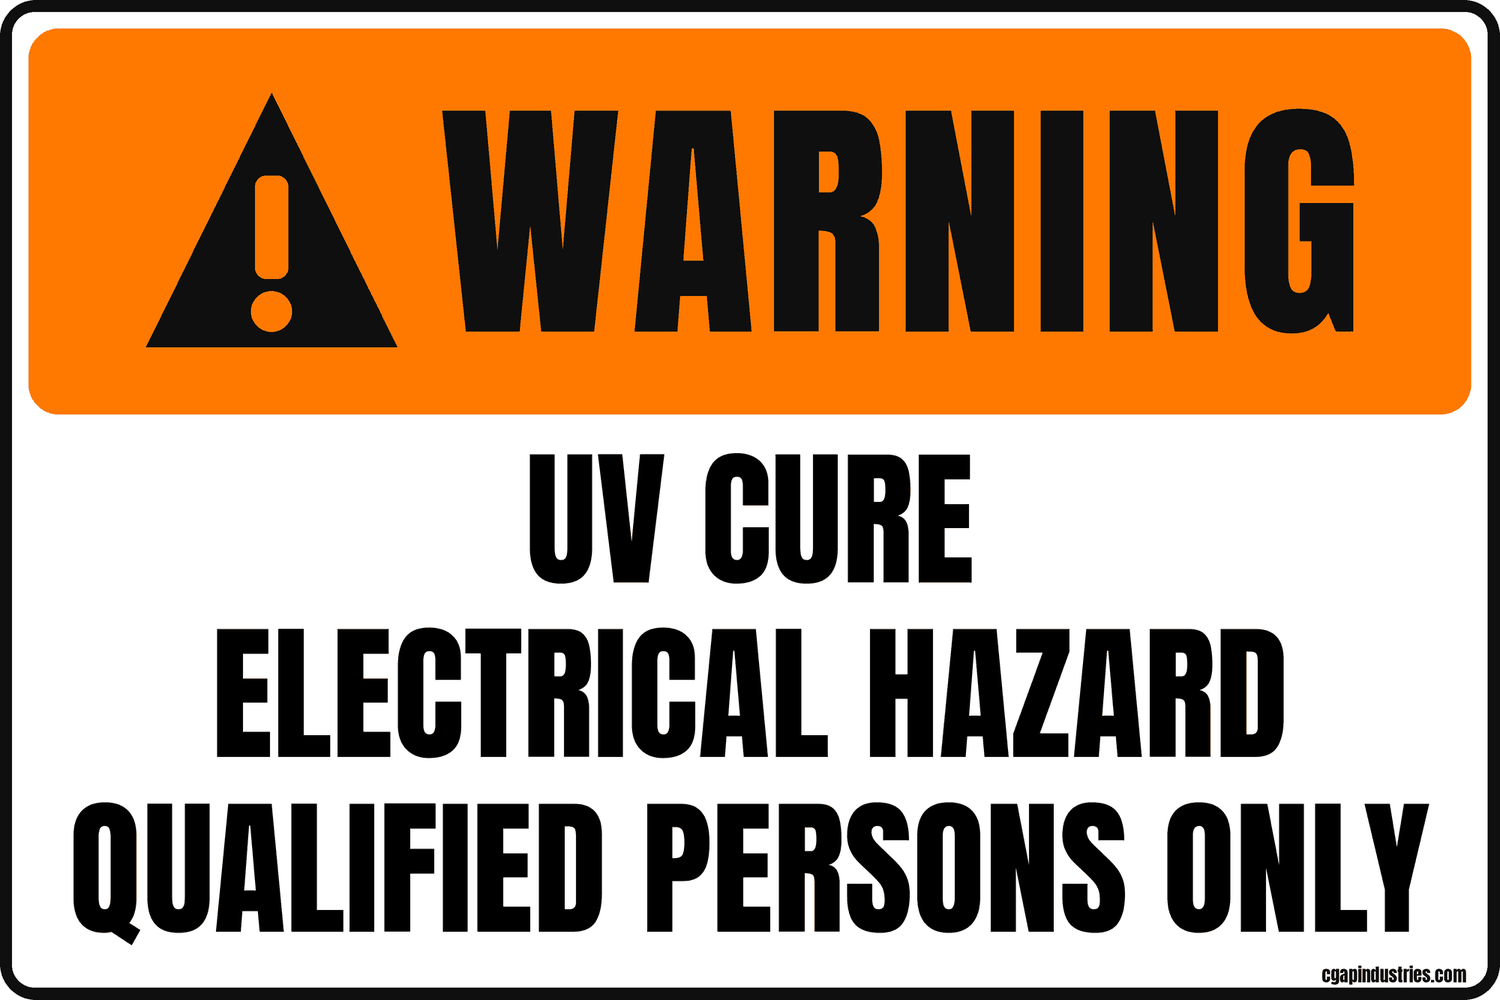 WARNING
UV CURE
ELECTRICAL HAZARD
QUALIFIED PERSONS ONLY
cgapindustries.com